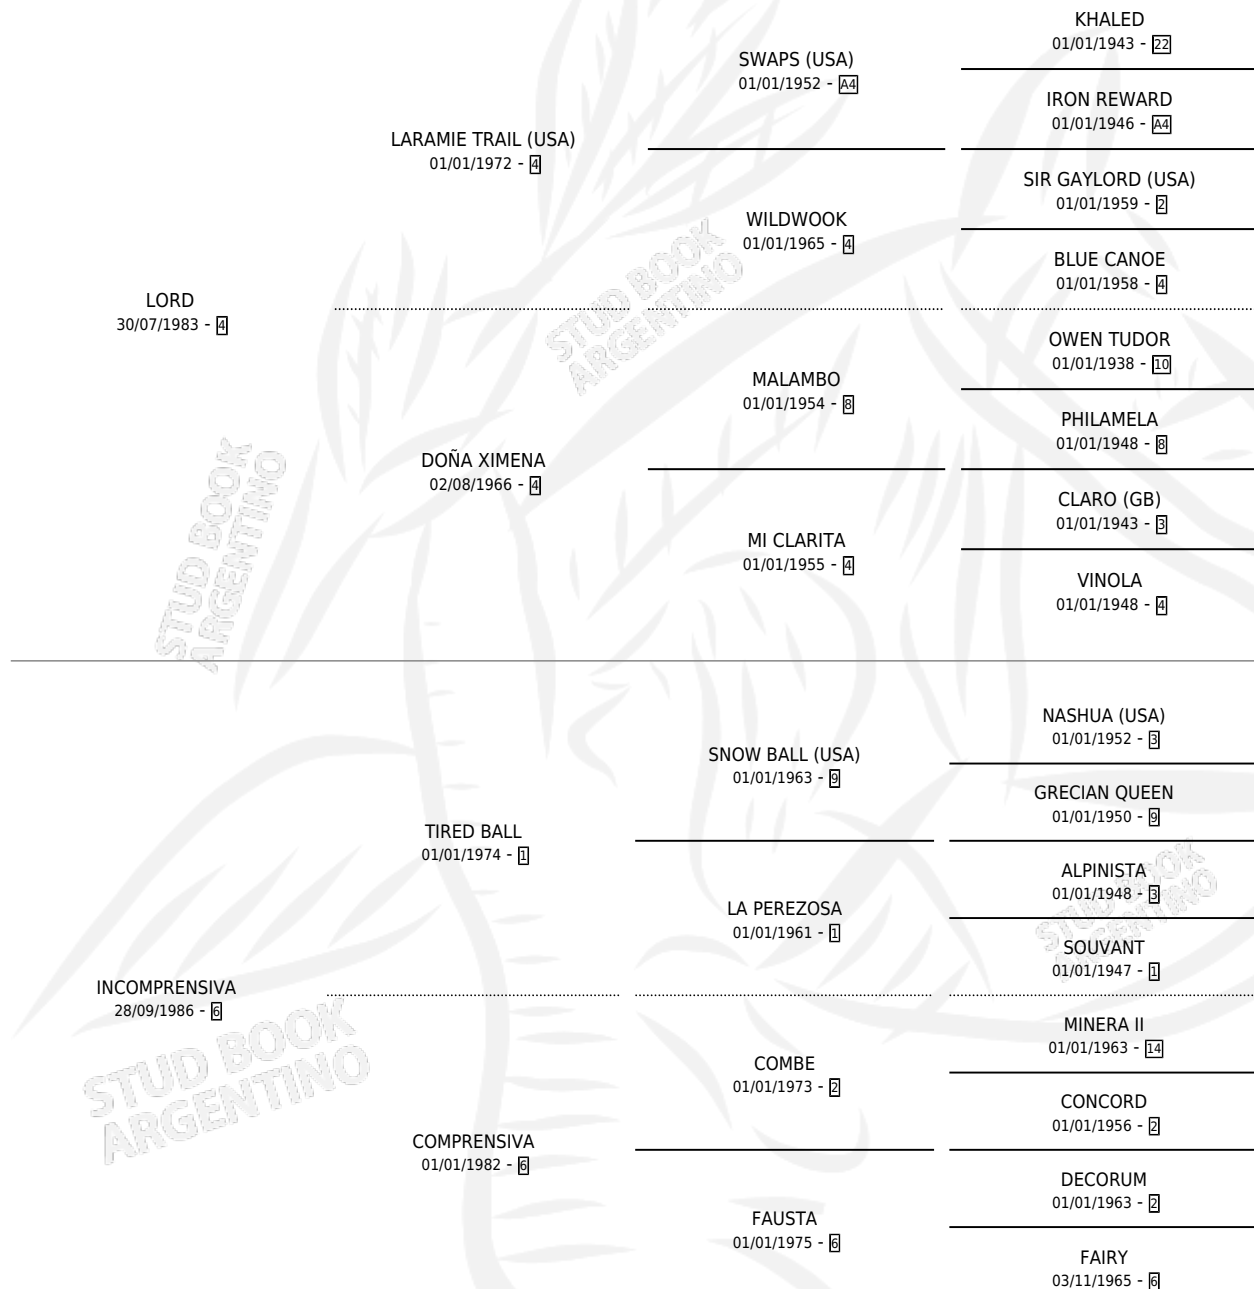 KHALED
01/01/1943 - 22
SWAPS (USA)
01/01/1952 - A4
IRON REWARD
01/01/1946 - A4
LARAMIE TRAIL (USA)
01/01/1972 - 4
SIR GAYLORD (USA)
01/01/1959 - 2
WILDWOOK
01/01/1965 - 4
BLUE CANOE
01/01/1958 - 4
LORD
30/07/1983 - 4
OWEN TUDOR
01/01/1938 - 10
MALAMBO
01/01/1954 - 8
PHILAMELA
01/01/1948 - 8
DOÑA XIMENA
02/08/1966 - 4
CLARO (GB)
01/01/1943 - 3
MI CLARITA
01/01/1955 - 4
VINOLA
01/01/1948 - 4
NASHUA (USA)
01/01/1952 - 3
SNOW BALL (USA)
01/01/1963 - 9
GRECIAN QUEEN
01/01/1950 - 9
TIRED BALL
01/01/1974 - 1
ALPINISTA
01/01/1948 - 3
LA PEREZOSA
01/01/1961 - 1
SOUVANT
01/01/1947 - 1
INCOMPRENSIVA
28/09/1986 - 6
MINERA II
01/01/1963 - 14
COMBE
01/01/1973 - 2
CONCORD
01/01/1956 - 2
COMPRENSIVA
01/01/1982 - 6
DECORUM
01/01/1963 - 2
FAUSTA
01/01/1975 - 6
FAIRY
03/11/1965 - 6
STUD BOOK
ARGENTINO
STUD BOOK
ARGENTINO
STUD BOOK
ARGENTINO
STUD BOOK
ARGENTINO